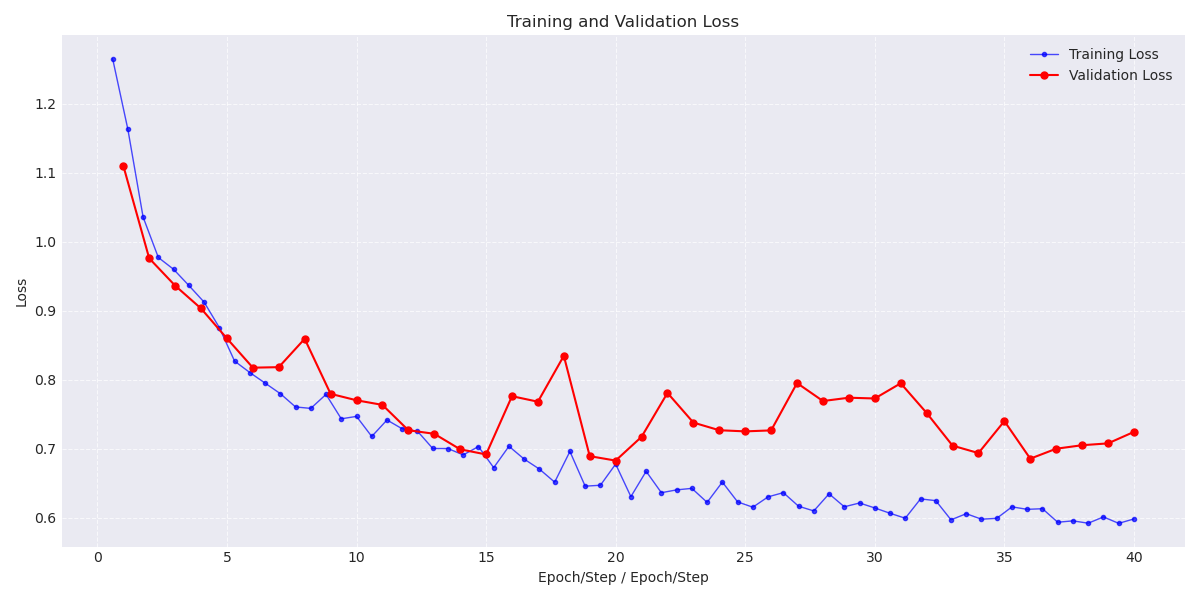 Training and Validation Loss
Training Loss
Validation Loss
1.2
1.1
1.0
0.9
0.8
0.7
0.6
Loss
0 5 10 15 20 25 30 35 40
Epoch/Step / Epoch/Step